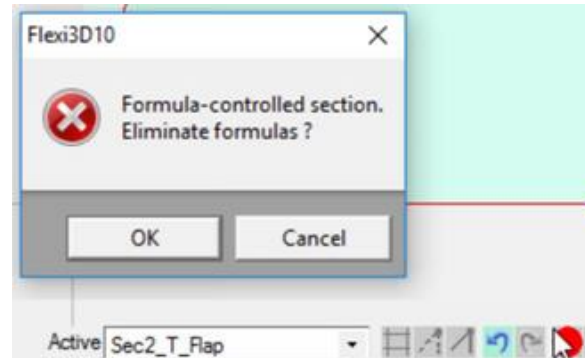 Flexi3D10
Formula-controlled section.
Eliminate formulas ?
OK
Cancel
Active
Sec2_T_Flap